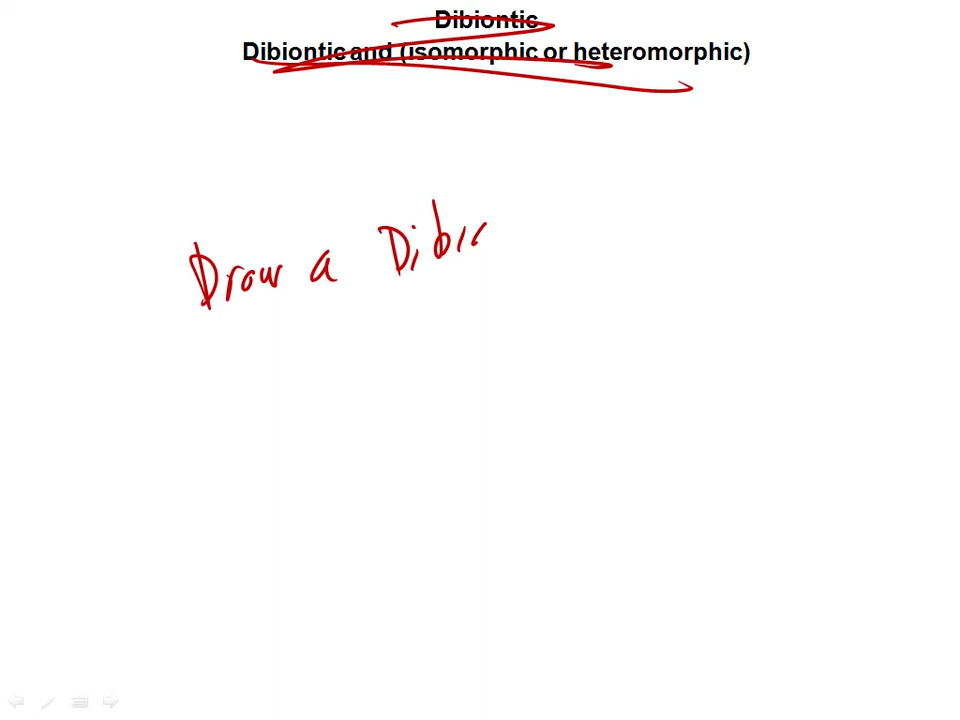 Dibiontic
Dibiontic and (isomorphic or heteromorphic)
Draw a Dibi